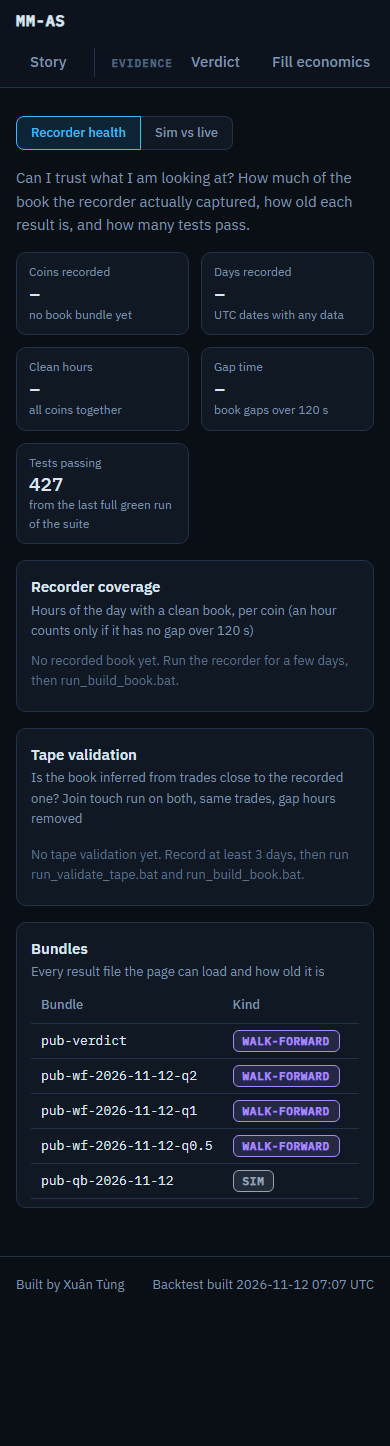 MM-AS
Story
EVIDENCE
Verdict
Fill economics
Recorder health
Sim vs live
Can I trust what I am looking at? How much of the
book the recorder actually captured, how old each
result is, and how many tests pass.
Coins recorded
–
no book bundle yet
Days recorded
–
UTC dates with any data
Clean hours
–
all coins together
Gap time
–
book gaps over 120 s
Tests passing
427
from the last full green run
of the suite
Recorder coverage
Hours of the day with a clean book, per coin (an hour
counts only if it has no gap over 120 s)
No recorded book yet. Run the recorder for a few days,
then run_build_book.bat.
Tape validation
Is the book inferred from trades close to the recorded
one? Join touch run on both, same trades, gap hours
removed
No tape validation yet. Record at least 3 days, then run
run_validate_tape.bat and run_build_book.bat.
Bundles
Every result file the page can load and how old it is
Bundle Kind
pub-verdict WALK-FORWARD
pub-wf-2026-11-12-q2 WALK-FORWARD
pub-wf-2026-11-12-q1 WALK-FORWARD
pub-wf-2026-11-12-q0.5 WALK-FORWARD
pub-qb-2026-11-12 SIM
Built by Xuân Tùng
Backtest built 2026-11-12 07:07 UTC